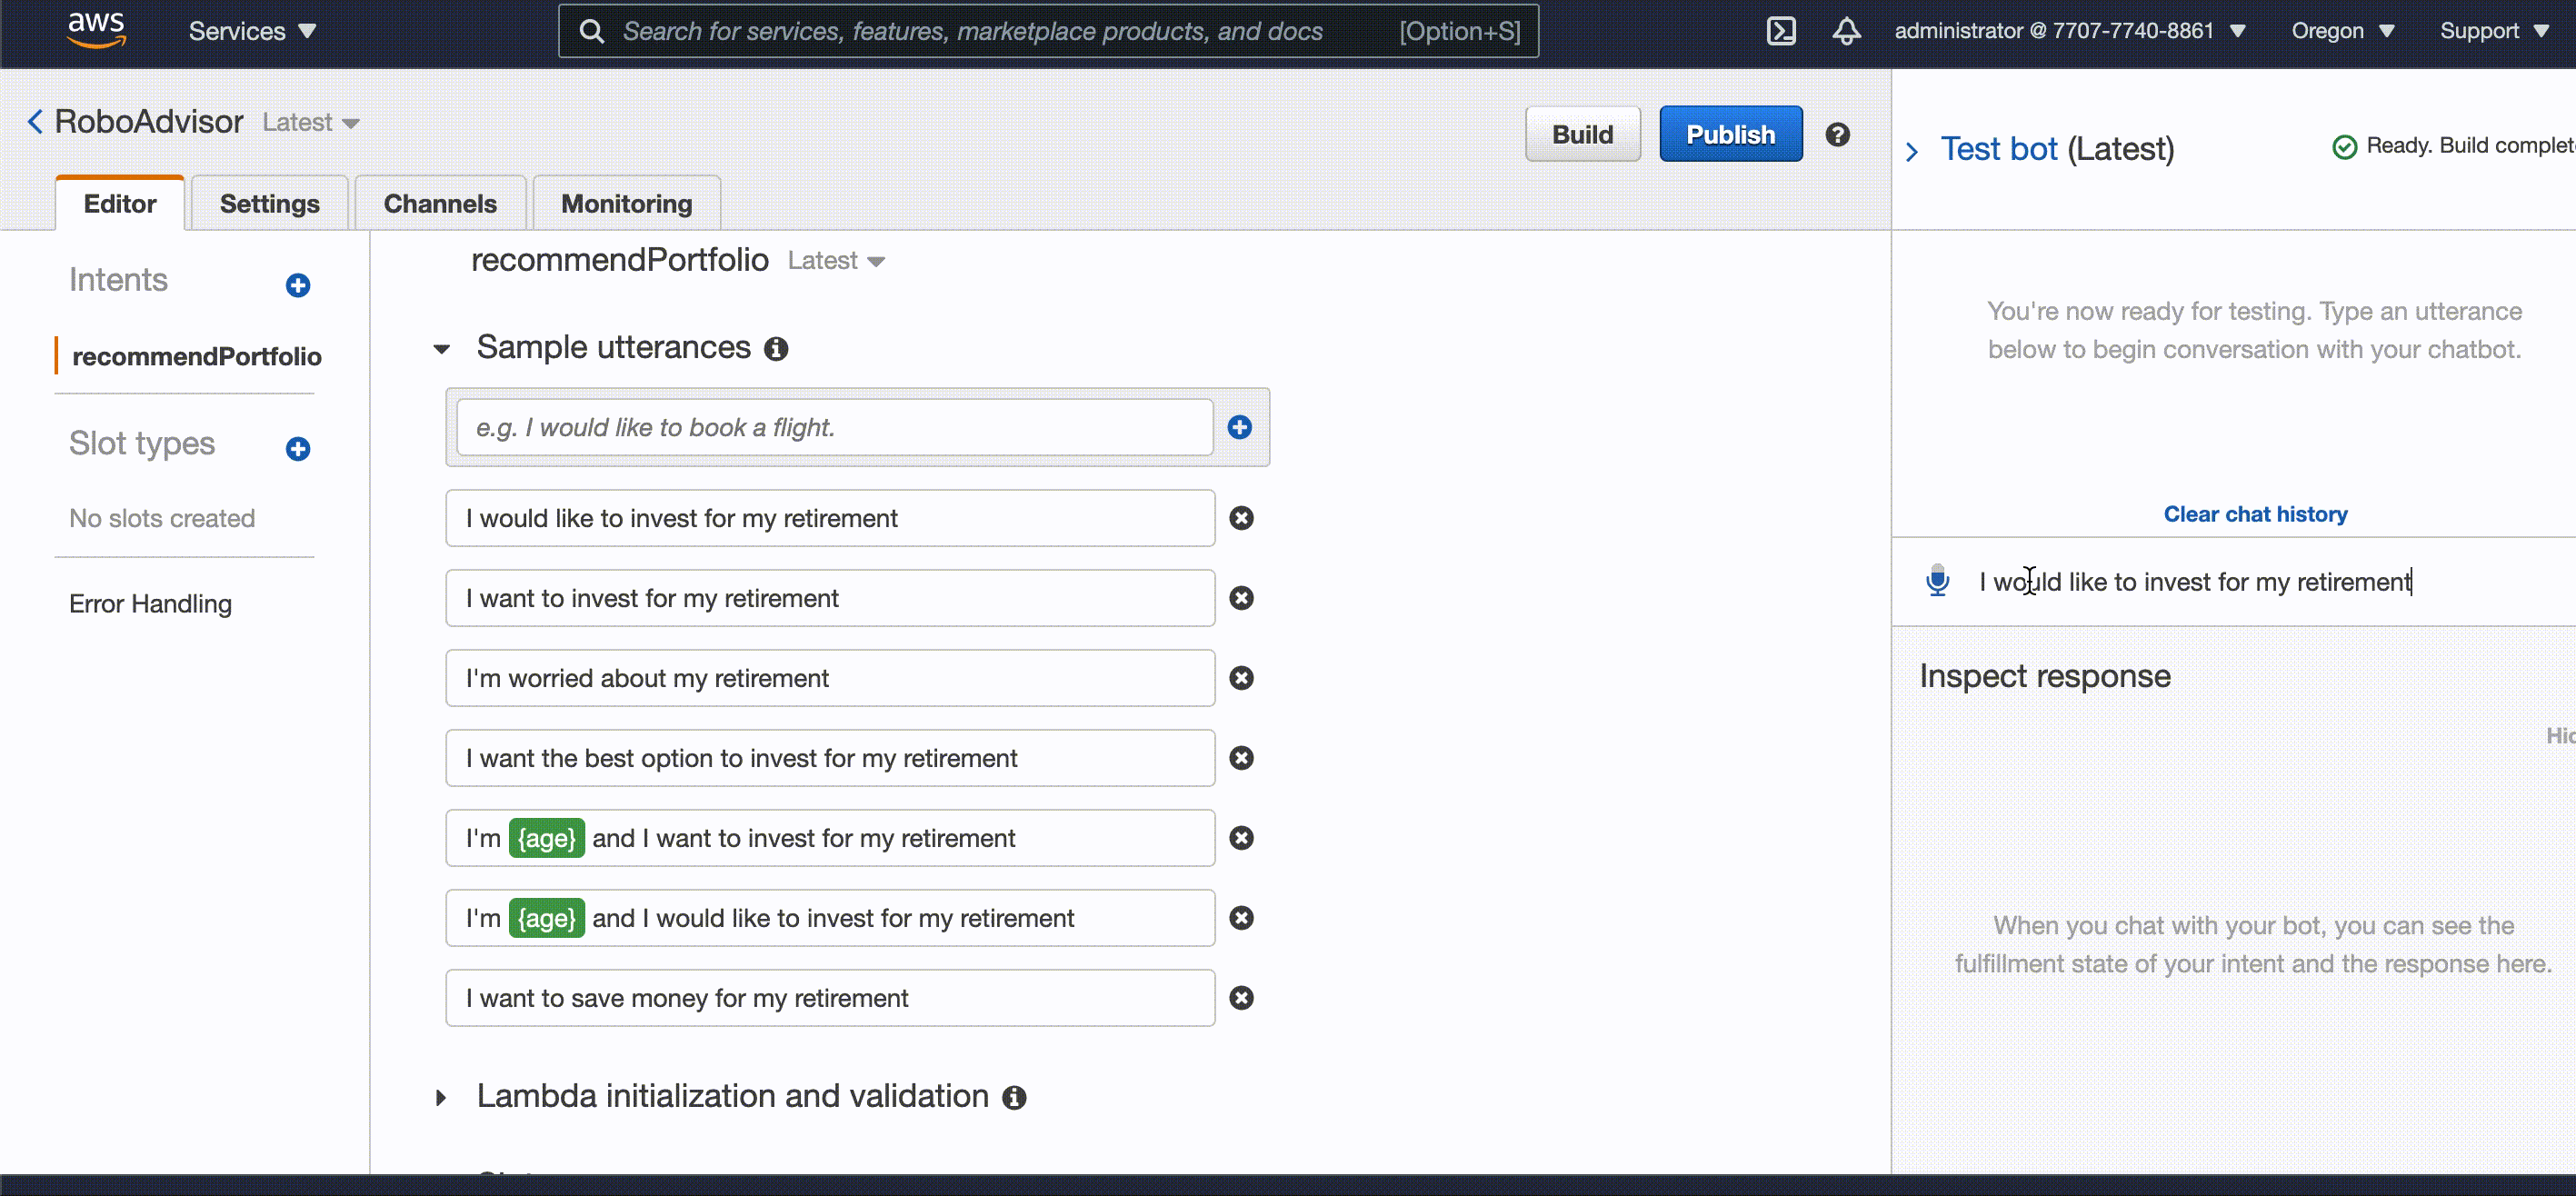 aws
Services
Search for services, features, marketplace products, and docs
[Option+S]
administrator @ 7707-7740-8861
Oregon
Support
RoboAdvisor
Latest
Build
Publish
Editor
Settings
Channels
Monitoring
Intents
recommendPortfolio
Slot types
No slots created
Error Handling
recommendPortfolio
Latest
Sample utterances
e.g. I would like to book a flight.
I would like to invest for my retirement
I want to invest for my retirement
I'm worried about my retirement
I want the best option to invest for my retirement
I'm {age} and I want to invest for my retirement
I'm {age} and I would like to invest for my retirement
I want to save money for my retirement
Lambda initialization and validation
Test bot (Latest)
Ready. Build complet
You're now ready for testing. Type an utterance
below to begin conversation with your chatbot.
Clear chat history
I would like to invest for my retirement
Inspect response
When you chat with your bot, you can see the
fulfillment state of your intent and the response here.